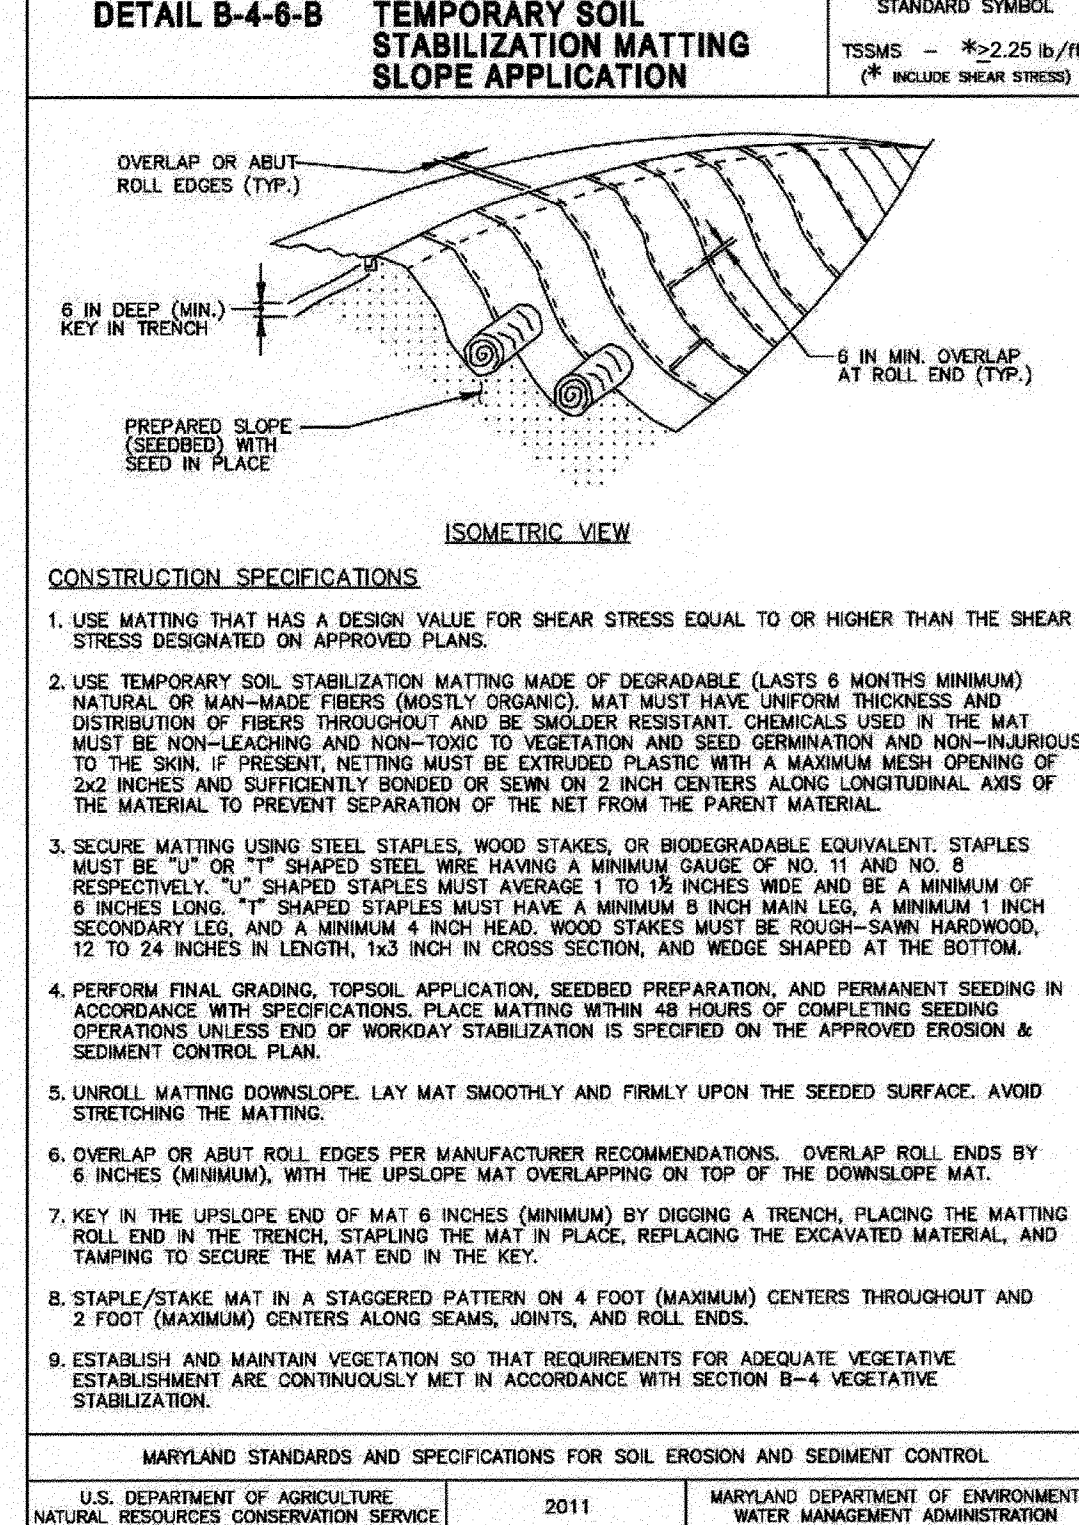 DETAIL B-4-6-B TEMPORARY SOIL
STABILIZATION MATTING
SLOPE APPLICATION
STANDARD SYMBOL
TSSMS – *≥2.25 lb/ft
(* INCLUDE SHEAR STRESS)
OVERLAP OR ABUT
ROLL EDGES (TYP.)
6 IN DEEP (MIN.)
KEY IN TRENCH
6 IN MIN. OVERLAP
AT ROLL END (TYP.)
PREPARED SLOPE
(SEEDBED) WITH
SEED IN PLACE
ISOMETRIC VIEW
CONSTRUCTION SPECIFICATIONS
1. USE MATTING THAT HAS A DESIGN VALUE FOR SHEAR STRESS EQUAL TO OR HIGHER THAN THE SHEAR
STRESS DESIGNATED ON APPROVED PLANS.
2. USE TEMPORARY SOIL STABILIZATION MATTING MADE OF DEGRADABLE (LASTS 6 MONTHS MINIMUM)
NATURAL OR MAN-MADE FIBERS (MOSTLY ORGANIC). MAT MUST HAVE UNIFORM THICKNESS AND
DISTRIBUTION OF FIBERS THROUGHOUT AND BE SMOLDER RESISTANT. CHEMICALS USED IN THE MAT
MUST BE NON-LEACHING AND NON-TOXIC TO VEGETATION AND SEED GERMINATION AND NON-INJURIOUS
TO THE SKIN. IF PRESENT, NETTING MUST BE EXTRUDED PLASTIC WITH A MAXIMUM MESH OPENING OF
2x2 INCHES AND SUFFICIENTLY BONDED OR SEWN ON 2 INCH CENTERS ALONG LONGITUDINAL AXIS OF
THE MATERIAL TO PREVENT SEPARATION OF THE NET FROM THE PARENT MATERIAL.
3. SECURE MATTING USING STEEL STAPLES, WOOD STAKES, OR BIODEGRADABLE EQUIVALENT. STAPLES
MUST BE "U" OR "T" SHAPED STEEL WIRE HAVING A MINIMUM GAUGE OF NO. 11 AND NO. 8
RESPECTIVELY. "U" SHAPED STAPLES MUST AVERAGE 1 TO 1½ INCHES WIDE AND BE A MINIMUM OF
6 INCHES LONG. "T" SHAPED STAPLES MUST HAVE A MINIMUM 8 INCH MAIN LEG, A MINIMUM 1 INCH
SECONDARY LEG, AND A MINIMUM 4 INCH HEAD. WOOD STAKES MUST BE ROUGH-SAWN HARDWOOD,
12 TO 24 INCHES IN LENGTH, 1x3 INCH IN CROSS SECTION, AND WEDGE SHAPED AT THE BOTTOM.
4. PERFORM FINAL GRADING, TOPSOIL APPLICATION, SEEDBED PREPARATION, AND PERMANENT SEEDING IN
ACCORDANCE WITH SPECIFICATIONS. PLACE MATTING WITHIN 48 HOURS OF COMPLETING SEEDING
OPERATIONS UNLESS END OF WORKDAY STABILIZATION IS SPECIFIED ON THE APPROVED EROSION &
SEDIMENT CONTROL PLAN.
5. UNROLL MATTING DOWNSLOPE. LAY MAT SMOOTHLY AND FIRMLY UPON THE SEEDED SURFACE. AVOID
STRETCHING THE MATTING.
6. OVERLAP OR ABUT ROLL EDGES PER MANUFACTURER RECOMMENDATIONS. OVERLAP ROLL ENDS BY
6 INCHES (MINIMUM), WITH THE UPSLOPE MAT OVERLAPPING ON TOP OF THE DOWNSLOPE MAT.
7. KEY IN THE UPSLOPE END OF MAT 6 INCHES (MINIMUM) BY DIGGING A TRENCH, PLACING THE MATTING
ROLL END IN THE TRENCH, STAPLING THE MAT IN PLACE, REPLACING THE EXCAVATED MATERIAL, AND
TAMPING TO SECURE THE MAT END IN THE KEY.
8. STAPLE/STAKE MAT IN A STAGGERED PATTERN ON 4 FOOT (MAXIMUM) CENTERS THROUGHOUT AND
2 FOOT (MAXIMUM) CENTERS ALONG SEAMS, JOINTS, AND ROLL ENDS.
9. ESTABLISH AND MAINTAIN VEGETATION SO THAT REQUIREMENTS FOR ADEQUATE VEGETATIVE
ESTABLISHMENT ARE CONTINUOUSLY MET IN ACCORDANCE WITH SECTION B-4 VEGETATIVE
STABILIZATION.
MARYLAND STANDARDS AND SPECIFICATIONS FOR SOIL EROSION AND SEDIMENT CONTROL
U.S. DEPARTMENT OF AGRICULTURE
NATURAL RESOURCES CONSERVATION SERVICE
2011
MARYLAND DEPARTMENT OF ENVIRONMENT
WATER MANAGEMENT ADMINISTRATION